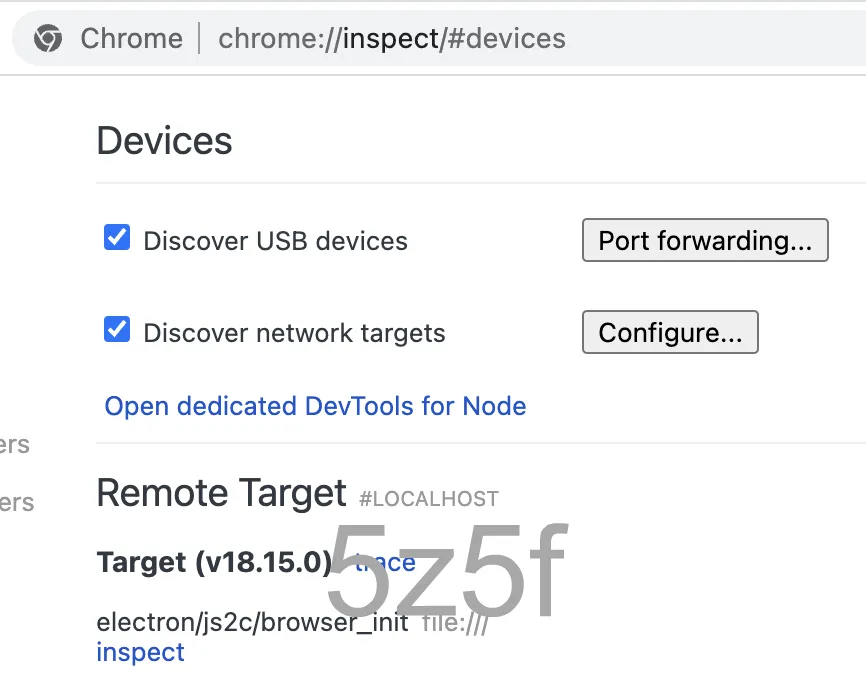 Chrome | chrome://inspect/#devices
Devices
Discover USB devices Port forwarding...
Discover network targets Configure...
Open dedicated DevTools for Node
ers
ers
Remote Target #LOCALHOST
Target (v18.15.0) trace
5z5f
electron/js2c/browser_init file:///
inspect